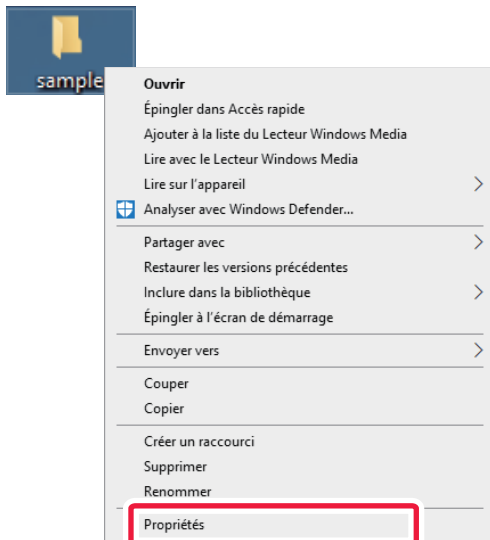 sample
Ouvrir
Épingler dans Accès rapide
Ajouter à la liste du Lecteur Windows Media
Lire avec le Lecteur Windows Media
Lire sur l'appareil
Analyser avec Windows Defender...
Partager avec
Restaurer les versions précédentes
Inclure dans la bibliothèque
Épingler à l'écran de démarrage
Envoyer vers
Couper
Copier
Créer un raccourci
Supprimer
Renommer
Propriétés